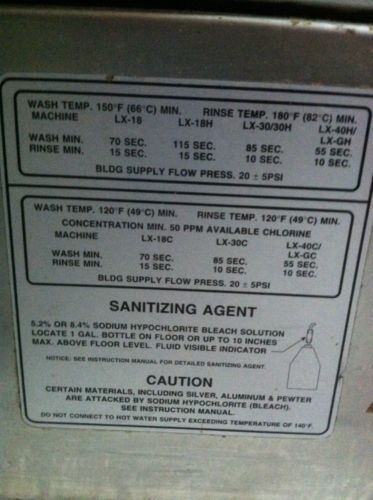 WASH TEMP. 150°F (66°C) MIN. RINSE TEMP. 180°F (82°C) MIN.
MACHINE LX-18 LX-18H LX-30/30H LX-40H/
LX-GH
WASH MIN. 70 SEC. 115 SEC. 85 SEC. 55 SEC.
RINSE MIN. 15 SEC. 15 SEC. 10 SEC. 10 SEC.
BLDG SUPPLY FLOW PRESS. 20 ± 5PSI
WASH TEMP. 120°F (49°C) MIN. RINSE TEMP. 120°F (49°C) MIN.
CONCENTRATION MIN. 50 PPM AVAILABLE CHLORINE
MACHINE LX-18C LX-30C LX-40C/
LX-GC
WASH MIN. 70 SEC. 85 SEC. 55 SEC.
RINSE MIN. 15 SEC. 10 SEC. 10 SEC.
BLDG SUPPLY FLOW PRESS. 20 ± 5PSI
SANITIZING AGENT
5.2% OR 8.4% SODIUM HYPOCHLORITE BLEACH SOLUTION
LOCATE 1 GAL. BOTTLE ON FLOOR OR UP TO 10 INCHES
MAX. ABOVE FLOOR LEVEL. FLUID VISIBLE INDICATOR
NOTICE: SEE INSTRUCTION MANUAL FOR DETAILED SANITIZING AGENT.
CAUTION
CERTAIN MATERIALS, INCLUDING SILVER, ALUMINUM & PEWTER
ARE ATTACKED BY SODIUM HYPOCHLORITE (BLEACH).
SEE INSTRUCTION MANUAL.
DO NOT CONNECT TO HOT WATER SUPPLY EXCEEDING TEMPERATURE OF 140°F.